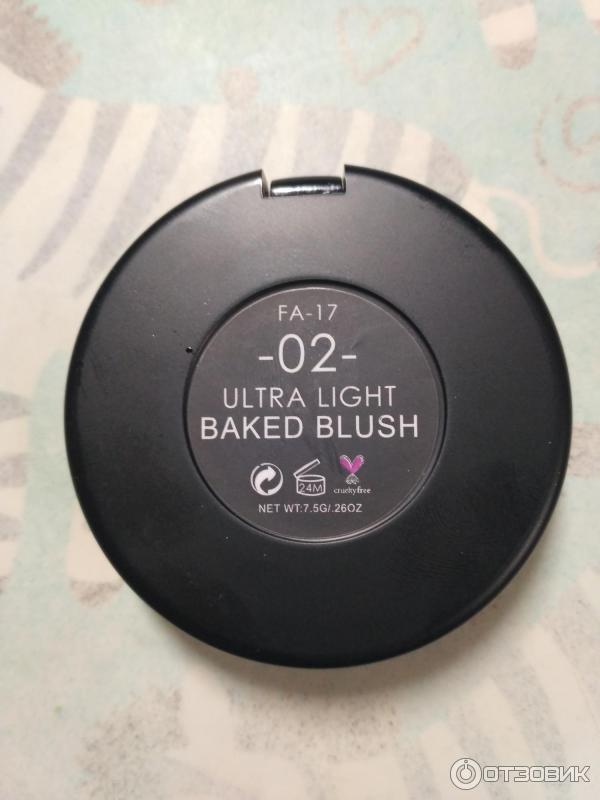 FA-17
-02-
ULTRA LIGHT
BAKED BLUSH
24M
crueltyfree
NET WT:7.5G/.26OZ
ОТЗОВИК